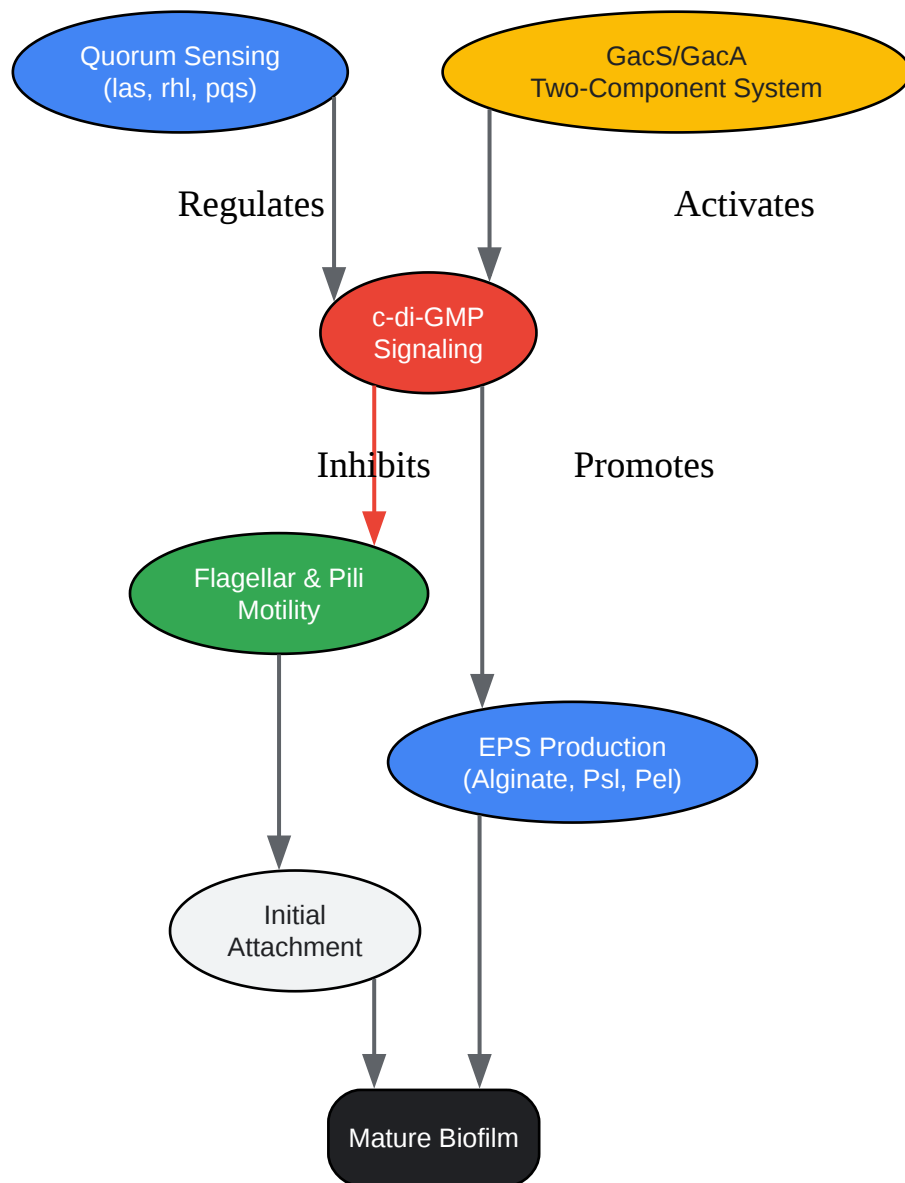 Quorum Sensing
(las, rhl, pqs)
GacS/GacA
Two-Component System
Regulates
Activates
c-di-GMP
Signaling
Inhibits
Promotes
Flagellar & Pili
Motility
EPS Production
(Alginate, Psl, Pel)
Initial
Attachment
Mature Biofilm